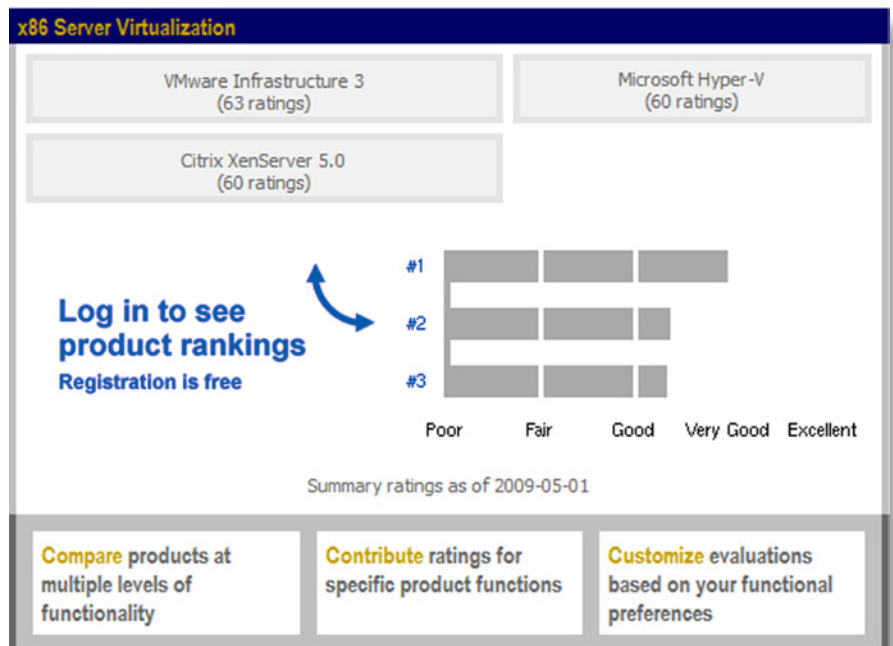 x86 Server Virtualization
VMware Infrastructure 3
(63 ratings)
Microsoft Hyper-V
(60 ratings)
Citrix XenServer 5.0
(60 ratings)
#1
Log in to see
product rankings
Registration is free
#2
#3
Poor Fair Good Very Good Excellent
Summary ratings as of 2009-05-01
Compare products at
multiple levels of
functionality
Contribute ratings for
specific product functions
Customize evaluations
based on your functional
preferences